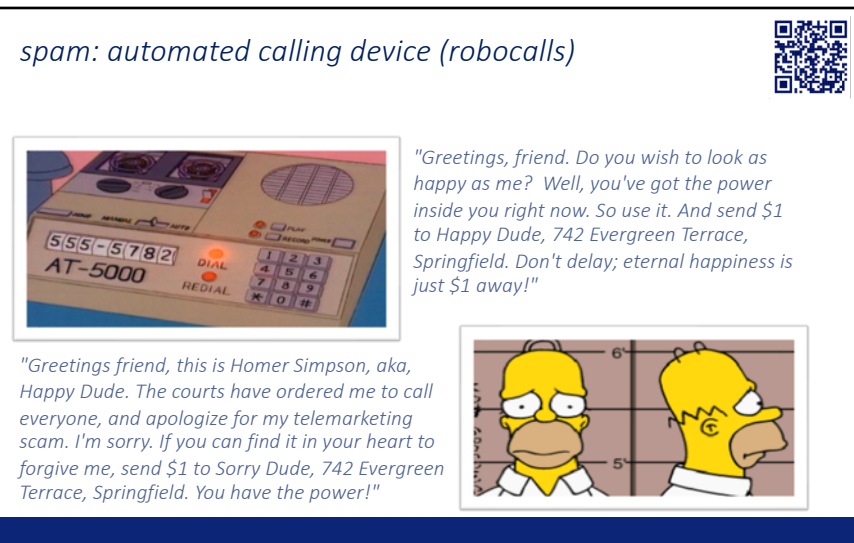 spam: automated calling device (robocalls)
"Greetings, friend. Do you wish to look as
happy as me?  Well, you've got the power
inside you right now. So use it. And send $1
to Happy Dude, 742 Evergreen Terrace,
Springfield. Don't delay; eternal happiness is
just $1 away!"
MANUAL
AUTO
PLAY
RECORD POWER
555-5782
AT-5000
DIAL
REDIAL
1 2 3
4 5 6
7 8 9
* 0 #
"Greetings friend, this is Homer Simpson, aka,
Happy Dude. The courts have ordered me to call
everyone, and apologize for my telemarketing
scam. I'm sorry. If you can find it in your heart to
forgive me, send $1 to Sorry Dude, 742 Evergreen
Terrace, Springfield. You have the power!"
6'
5'